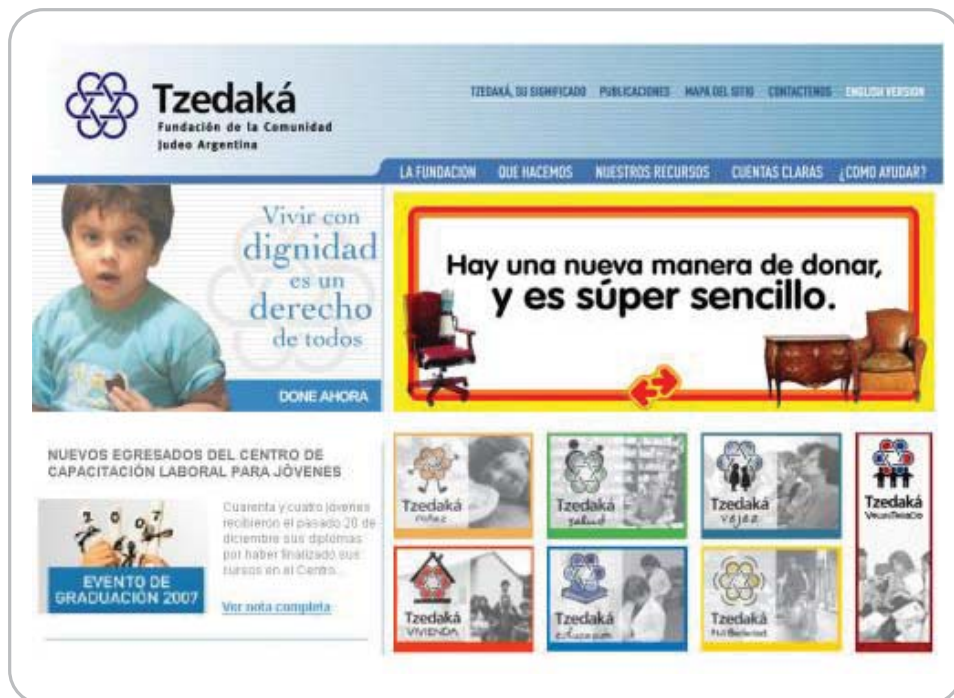 Tzedaká
Fundación de la Comunidad
Judeo Argentina
TZEDAKÁ, SU SIGNIFICADO PUBLICACIONES MAPA DEL SITIO CONTACTENOS ENGLISH VERSION
LA FUNDACIÓN QUE HACEMOS NUESTROS RECURSOS CUENTAS CLARAS ¿COMO AYUDAR?
Vivir con
dignidad
es un
derecho
de todos
DONE AHORA
Hay una nueva manera de donar,
y es súper sencillo.
NUEVOS EGRESADOS DEL CENTRO DE
CAPACITACIÓN LABORAL PARA JÓVENES
2007
EVENTO DE
GRADUACIÓN 2007
Cuarenta y cuatro jóvenes
recibieron el pasado 20 de
diciembre sus diplomas
por haber finalizado sus
cursos en el Centro...
Ver nota completa
Tzedaká
niñez
Tzedaká
salud
Tzedaká
vejez
Tzedaká
Voluntariado
Tzedaká
VIVIENDA
Tzedaká
educación
Tzedaká